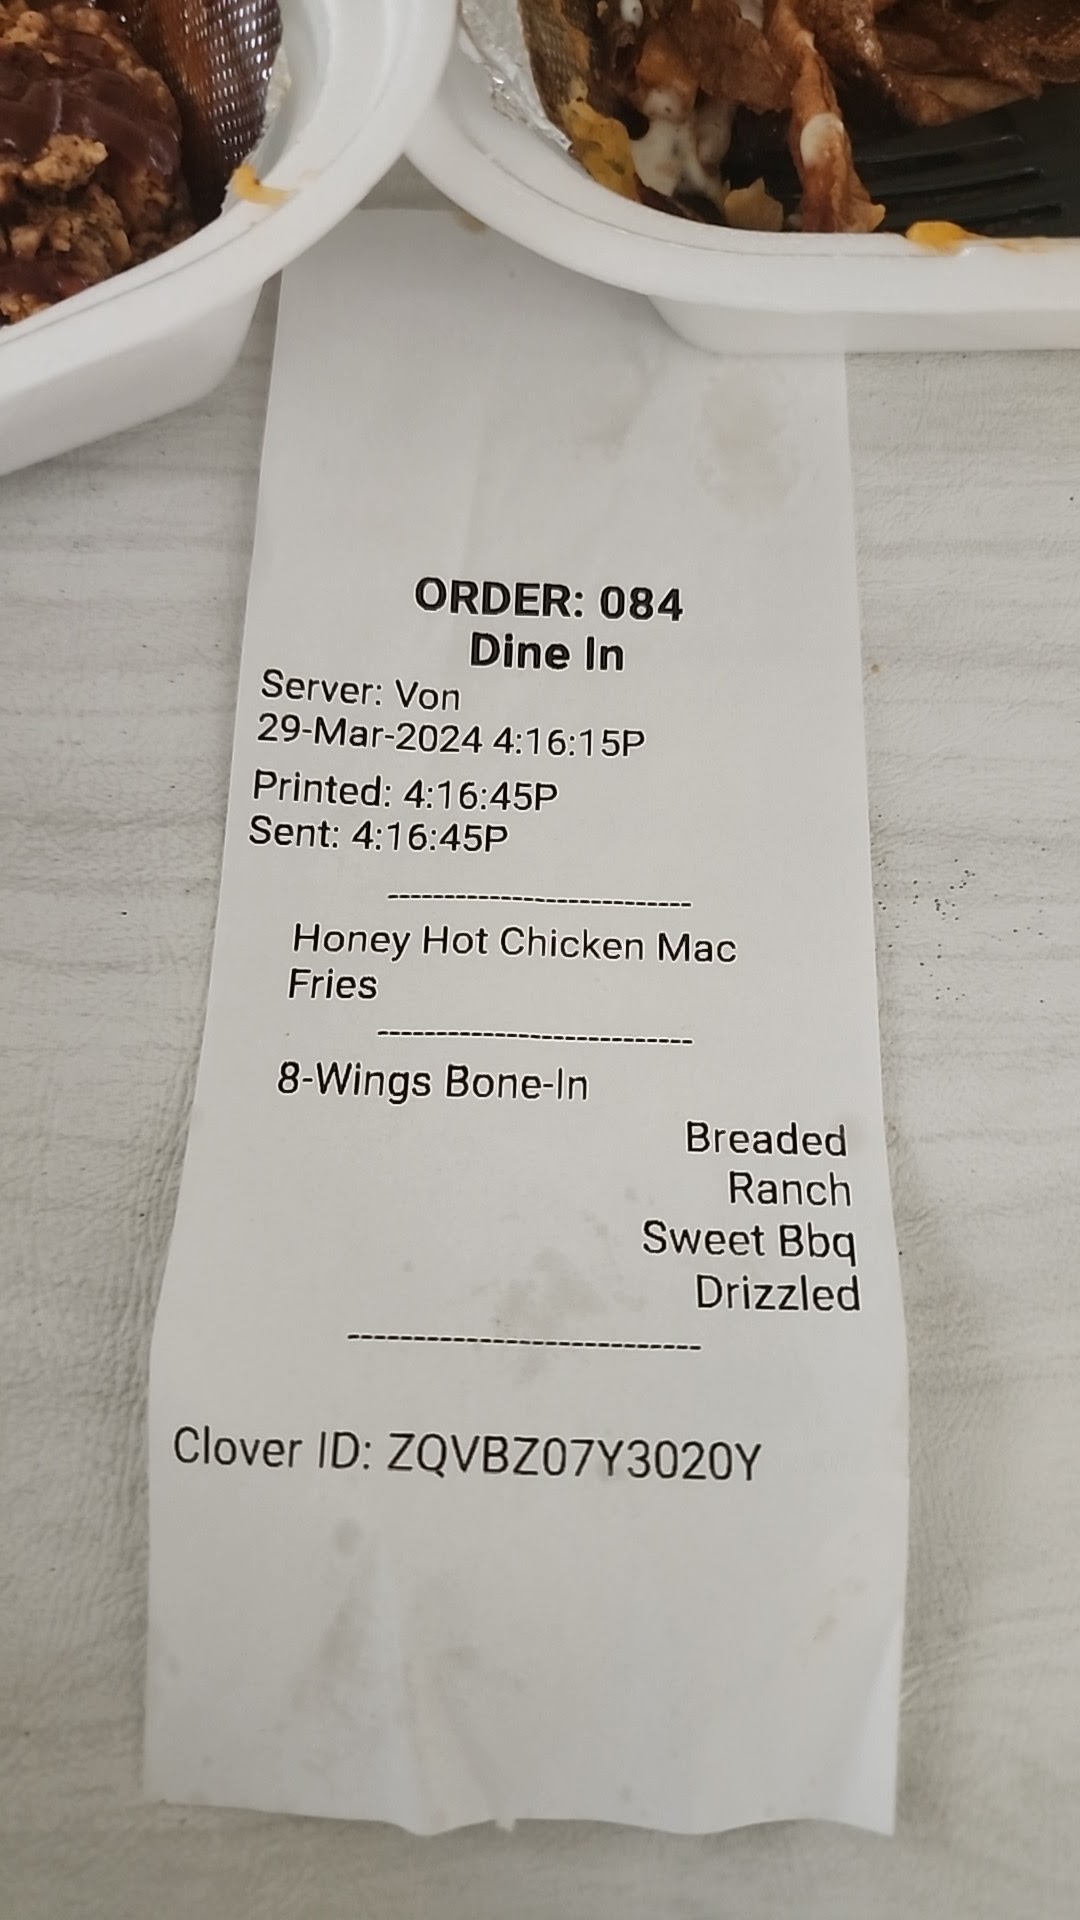 ORDER: 084
Dine In
Server: Von
29-Mar-2024 4:16:15P
Printed: 4:16:45P
Sent: 4:16:45P
---------------------------
Honey Hot Chicken Mac
Fries
---------------------------
8-Wings Bone-In
Breaded
Ranch
Sweet Bbq
Drizzled
---------------------------
Clover ID: ZQVBZ07Y3020Y